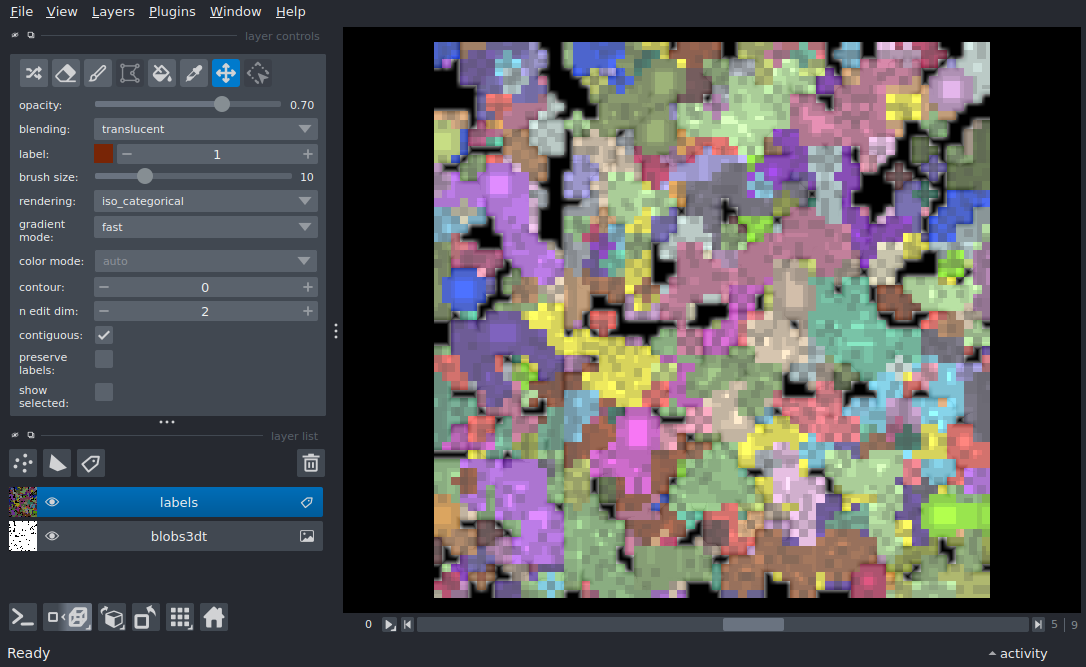 File View Layers Plugins Window Help
layer controls
opacity: 0.70
blending: translucent
label: 1
brush size: 10
rendering: iso_categorical
gradient
mode: fast
color mode: auto
contour: 0
n edit dim: 2
contiguous:
preserve
labels:
show
selected:
layer list
labels
blobs3dt
0 5 | 9
Ready activity